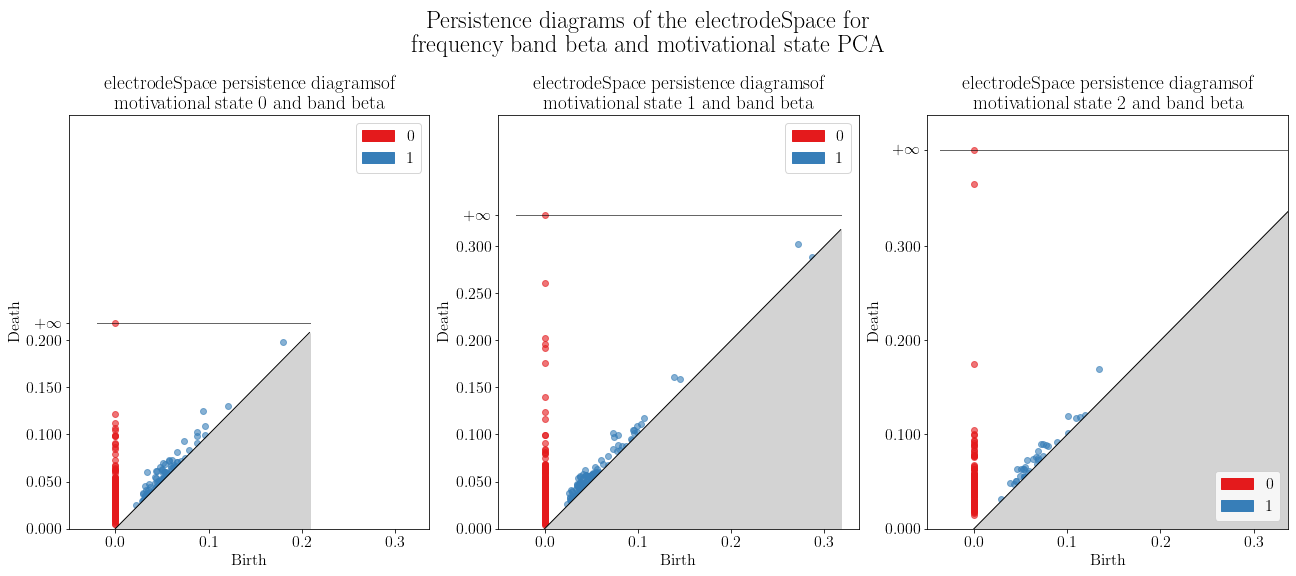 Persistence diagrams of the electrodeSpace for
frequency band beta and motivational state PCA
electrodeSpace persistence diagramsof
motivational state 0 and band beta
0
1
Death
+∞
0.200
0.150
0.100
0.050
0.000
0.0 0.1 0.2 0.3
Birth
electrodeSpace persistence diagramsof
motivational state 1 and band beta
0
1
Death
+∞
0.300
0.250
0.200
0.150
0.100
0.050
0.000
0.0 0.1 0.2 0.3
Birth
electrodeSpace persistence diagramsof
motivational state 2 and band beta
Death
+∞
0.300
0.200
0.100
0.000
0
1
0.0 0.1 0.2 0.3
Birth